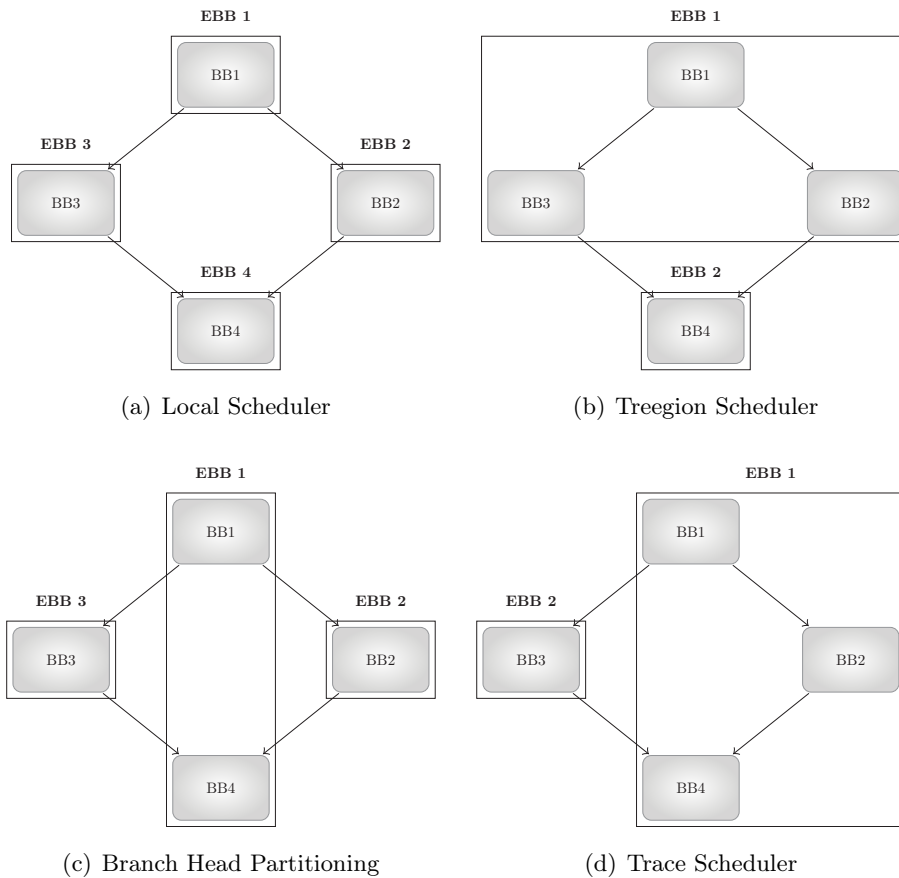 EBB 1
BB1
EBB 3
EBB 2
BB3
BB2
EBB 4
BB4
(a) Local Scheduler
EBB 1
BB1
BB3
BB2
EBB 2
BB4
(b) Treegion Scheduler
EBB 1
BB1
EBB 3
EBB 2
BB3
BB2
BB4
(c) Branch Head Partitioning
EBB 1
BB1
EBB 2
BB3
BB2
BB4
(d) Trace Scheduler